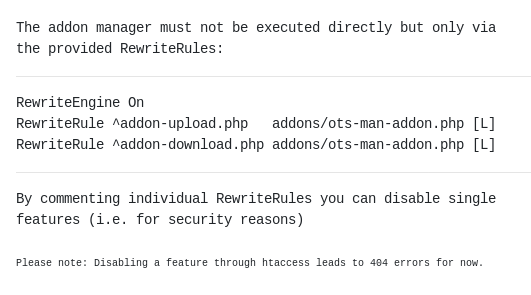 The addon manager must not be executed directly but only via
the provided RewriteRules:
RewriteEngine On
RewriteRule ^addon-upload.php   addons/ots-man-addon.php [L]
RewriteRule ^addon-download.php addons/ots-man-addon.php [L]
By commenting individual RewriteRules you can disable single
features (i.e. for security reasons)
Please note: Disabling a feature through htaccess leads to 404 errors for now.